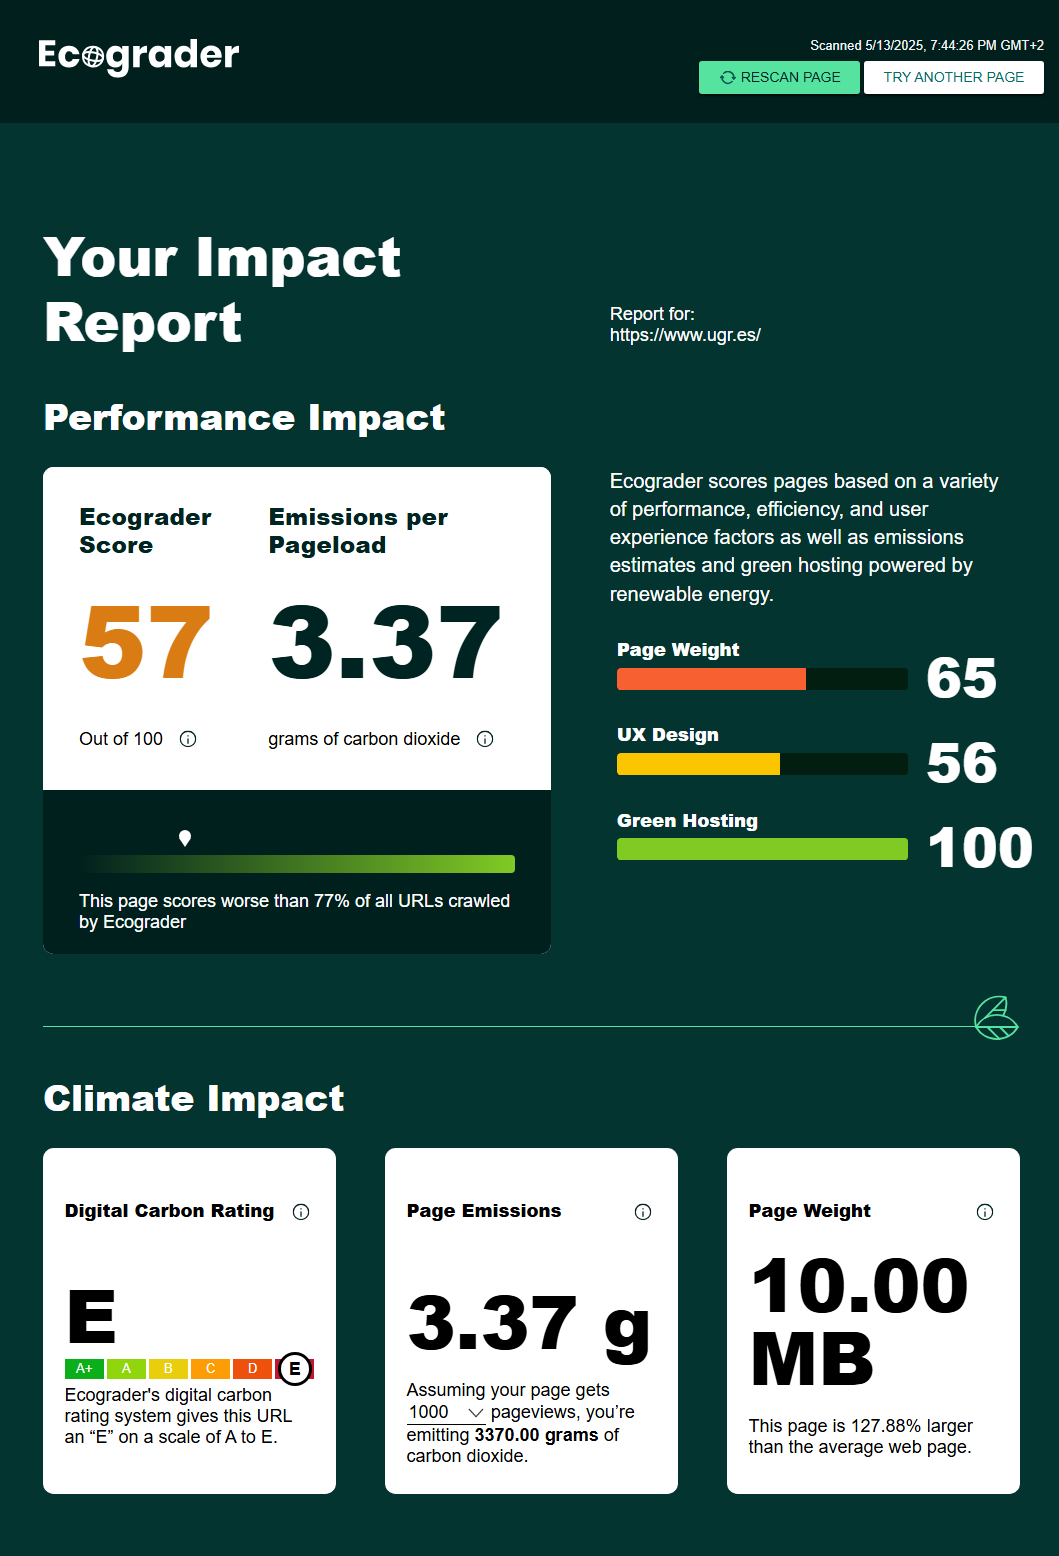 Ecograder
Scanned 5/13/2025, 7:44:26 PM GMT+2
RESCAN PAGE
TRY ANOTHER PAGE
Your Impact
Report
Report for:
https://www.ugr.es/
Performance Impact
Ecograder
Score
57
Out of 100
Emissions per
Pageload
3.37
grams of carbon dioxide
This page scores worse than 77% of all URLs crawled
by Ecograder
Ecograder scores pages based on a variety
of performance, efficiency, and user
experience factors as well as emissions
estimates and green hosting powered by
renewable energy.
Page Weight
65
UX Design
56
Green Hosting
100
Climate Impact
Digital Carbon Rating
E
A+ A B C D E
Ecograder's digital carbon
rating system gives this URL
an “E” on a scale of A to E.
Page Emissions
3.37 g
Assuming your page gets
1000 pageviews, you’re
emitting 3370.00 grams of
carbon dioxide.
Page Weight
10.00
MB
This page is 127.88% larger
than the average web page.